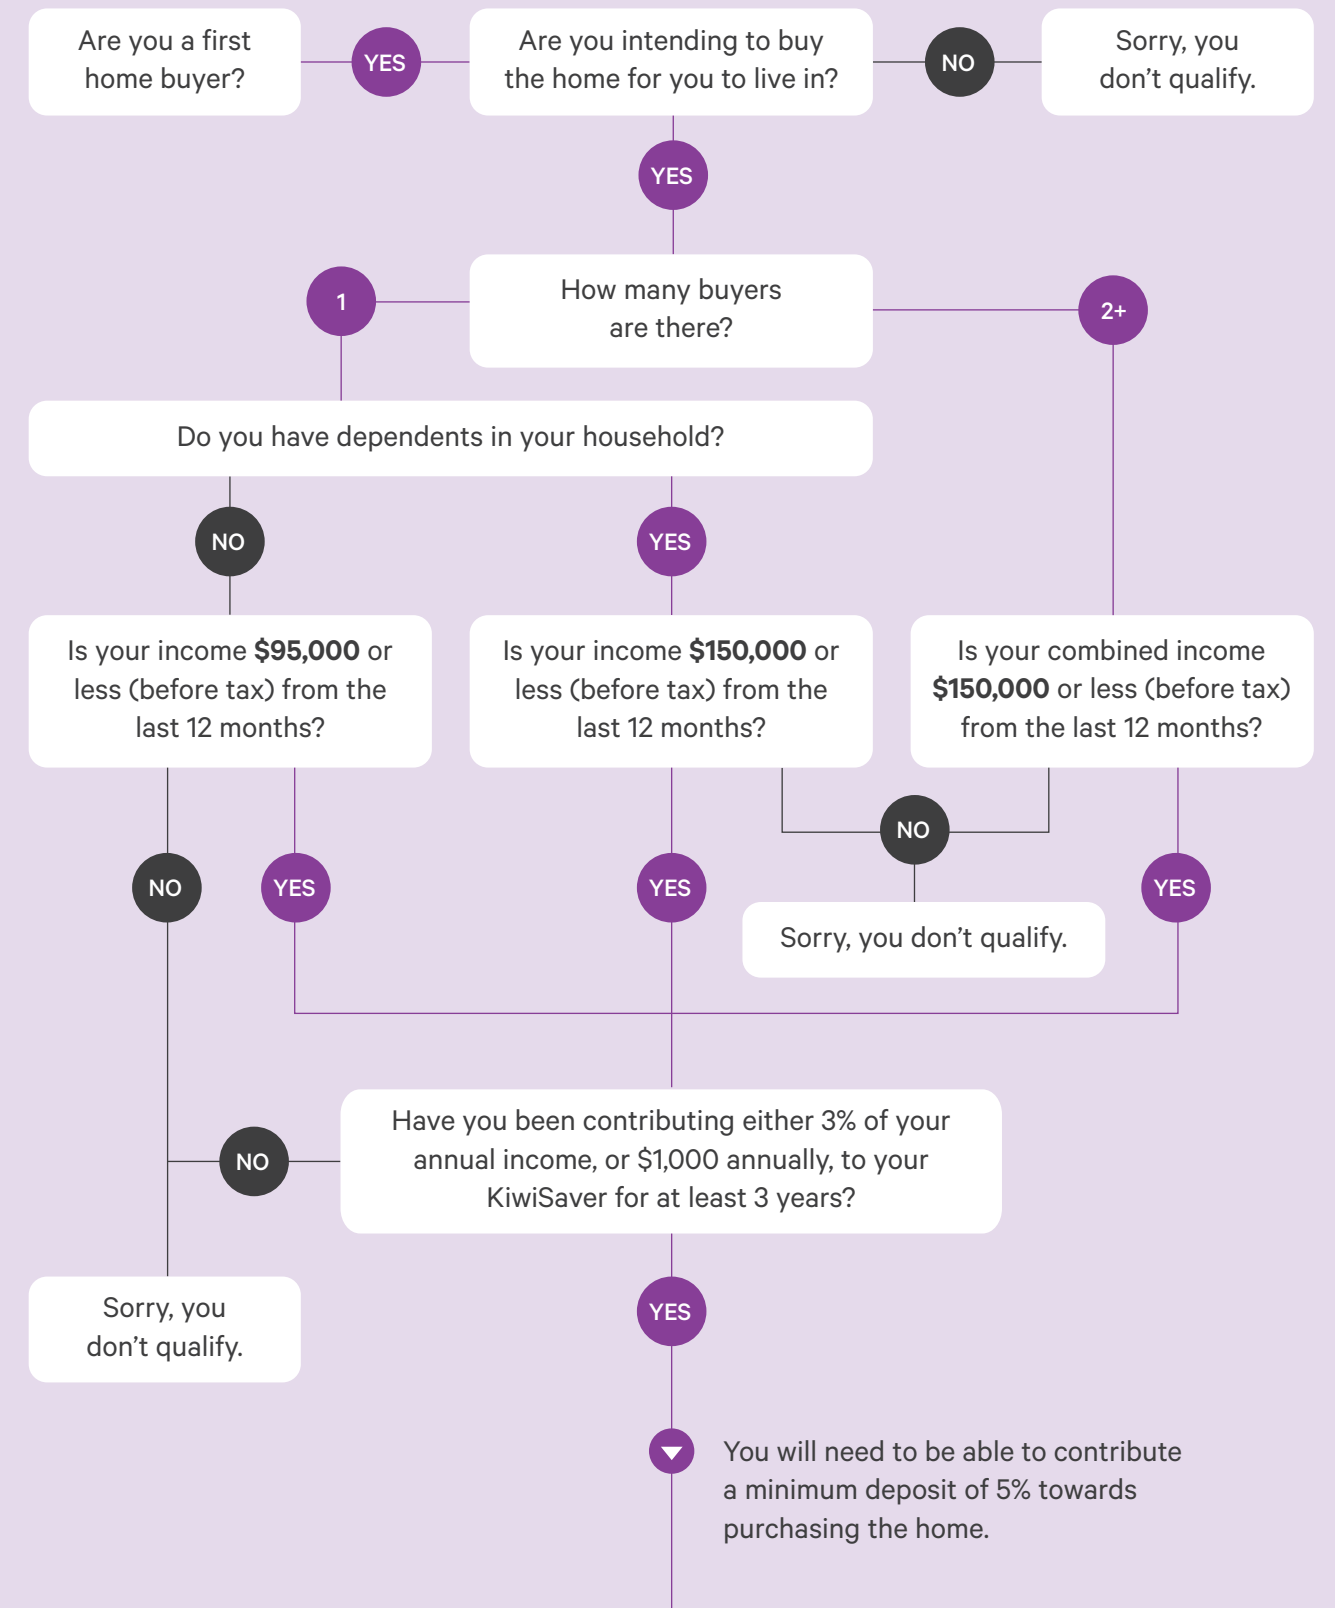 Are you a first
home buyer?
YES
Are you intending to buy
the home for you to live in?
NO
Sorry, you
don’t qualify.
YES
How many buyers
are there?
1
2+
Do you have dependents in your household?
NO
YES
Is your income $95,000 or
less (before tax) from the
last 12 months?
Is your income $150,000 or
less (before tax) from the
last 12 months?
Is your combined income
$150,000 or less (before tax)
from the last 12 months?
NO
NO
YES
YES
YES
Sorry, you don’t qualify.
Have you been contributing either 3% of your
annual income, or $1,000 annually, to your
KiwiSaver for at least 3 years?
NO
Sorry, you
don’t qualify.
YES
You will need to be able to contribute
a minimum deposit of 5% towards
purchasing the home.